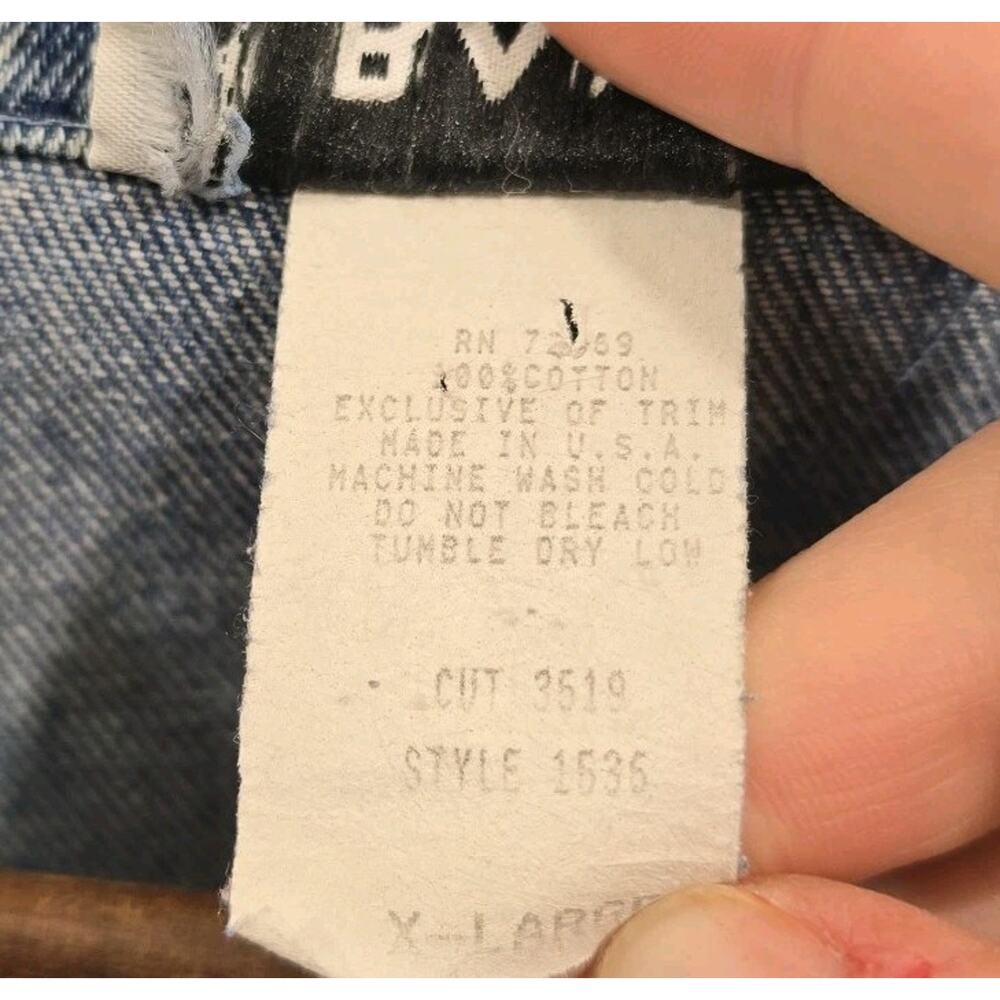 RN
100%COTTON
EXCLUSIVE OF TRIM
MADE IN U.S.A.
MACHINE WASH COLD
DO NOT BLEACH
TUMBLE DRY LOW
CUT 3519
STYLE
X-LARGE